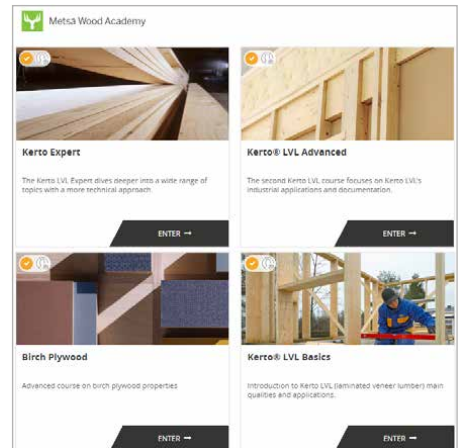 Metsä Wood Academy
Kerto Expert
The Kerto LVL Expert dives deeper into a wide range of
topics with a more technical approach
ENTER →
Kerto® LVL Advanced
The second Kerto LVL course focuses on Kerto LVL's
industrial applications and documentation.
ENTER →
Birch Plywood
Advanced course on birch plywood properties
ENTER →
Kerto® LVL Basics
Introduction to Kerto LVL (laminated veneer lumber) main
qualities and applications.
ENTER →